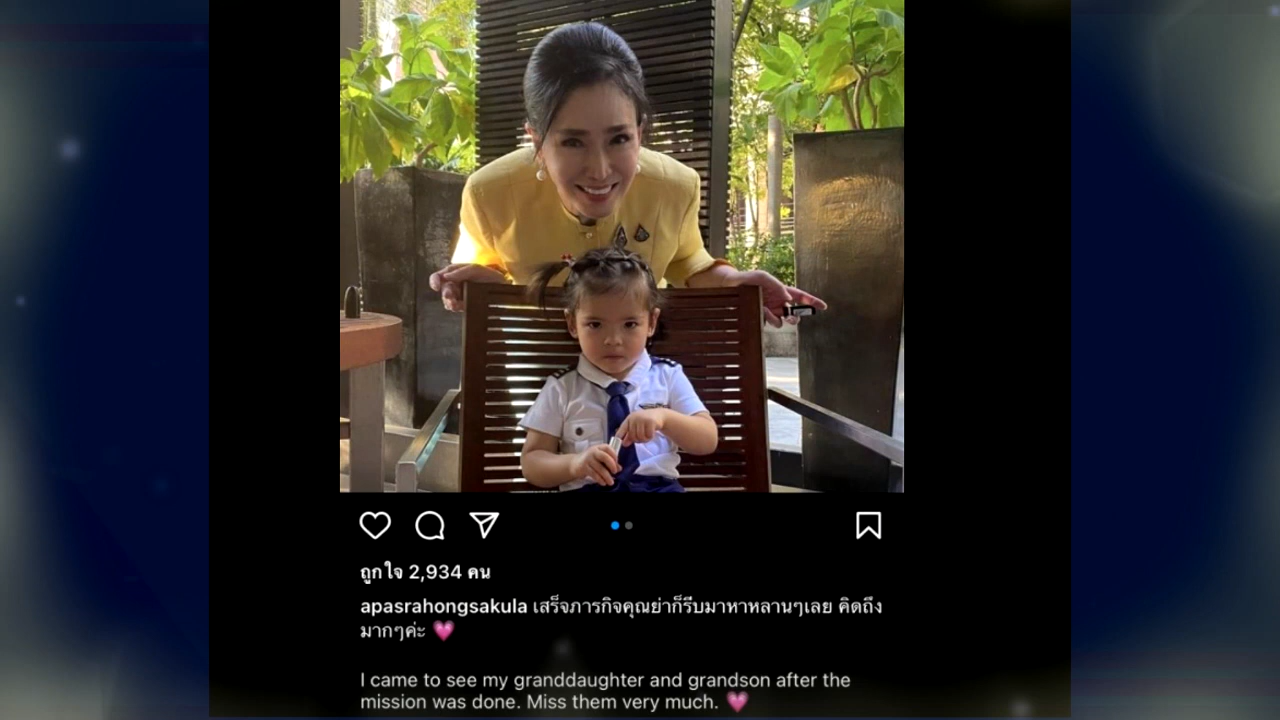 ถูกใจ 2,934 คน
apasrahongsakula เสร็จภารกิจคุณย่าก็รีบมาหาหลานๆเลย คิดถึง
มากๆค่ะ 💗
I came to see my granddaughter and grandson after the
mission was done. Miss them very much. 💗